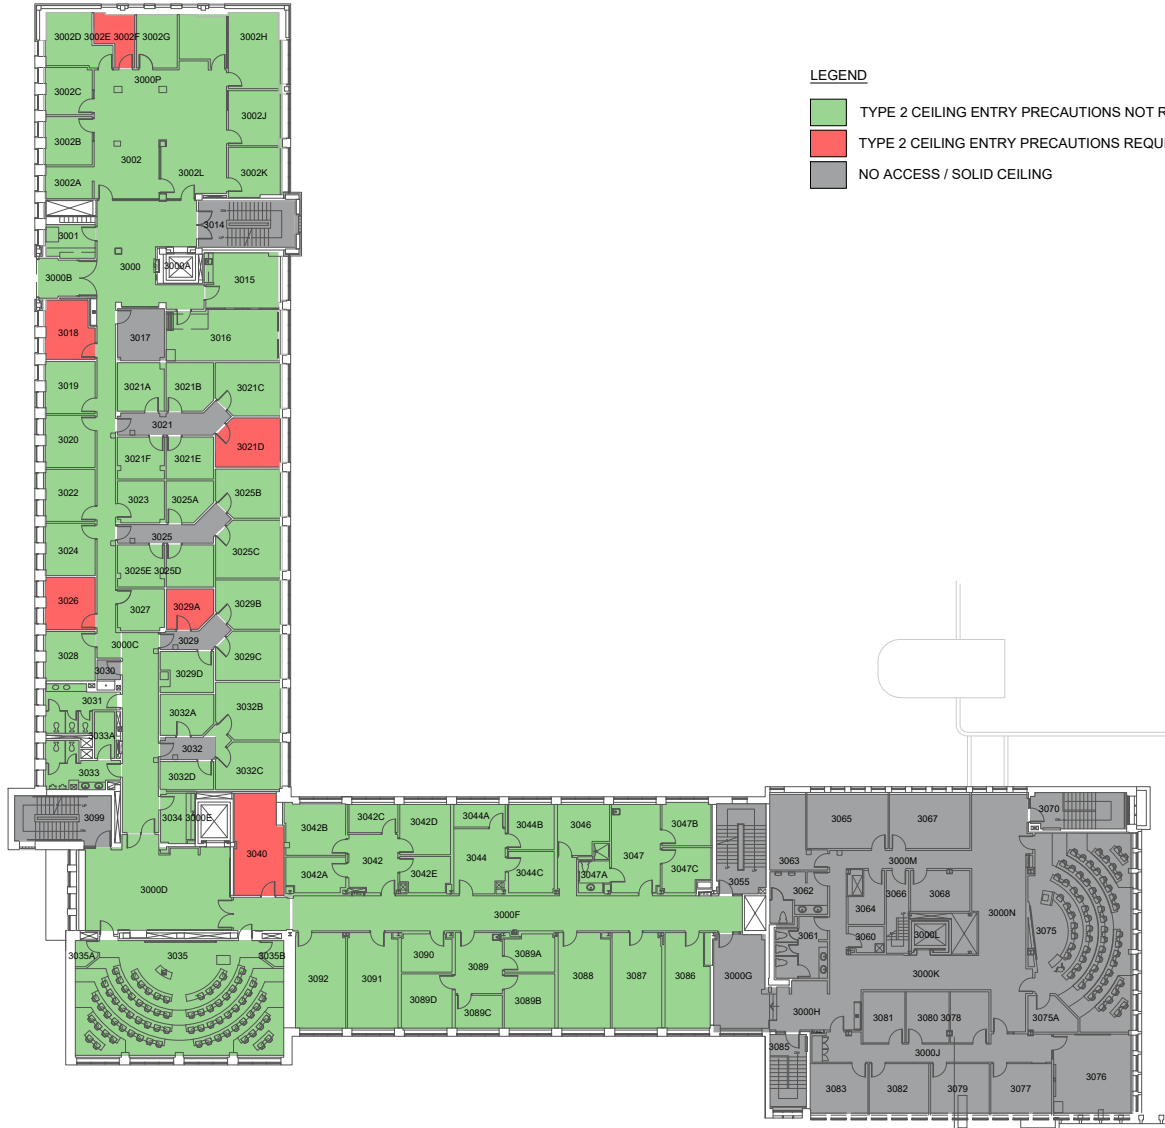 LEGEND
TYPE 2 CEILING ENTRY PRECAUTIONS NOT R
TYPE 2 CEILING ENTRY PRECAUTIONS REQU
NO ACCESS / SOLID CEILING
3002D 3002E 3002F 3002G 3002H
3000P
3002C
3002J
3002B
3002
3002L 3002K
3002A
3014
3001
3000 3000A
3000B 3015
3018 3017 3016
3019 3021A 3021B 3021C
3021
3020
3021D
3021F 3021E
3022 3023 3025A 3025B
3025
3024 3025C
3025E 3025D
3026 3027 3029A 3029B
3000C 3029
3028 3029C
3030 3029D
3031
3032A 3032B
3033A
3032
3033 3032D 3032C
3099 3034 3000E
3040
3042B 3042C 3042D 3044A 3044B 3046 3047B
3042 3044 3047
3042A 3042E 3044C 3047A 3047C
3055
3065 3067 3070
3063 3000M
3062 3066 3068
3064
3000D 3000F
3061 3060 3000L 3000N 3075
3035A 3035 3035B
3092 3091 3090 3089 3089A 3088 3087 3086 3000G
3000K
3089D 3089B
3089C
3000H 3081 3080 3078 3075A
3085 3000J
3083 3082 3079 3077 3076